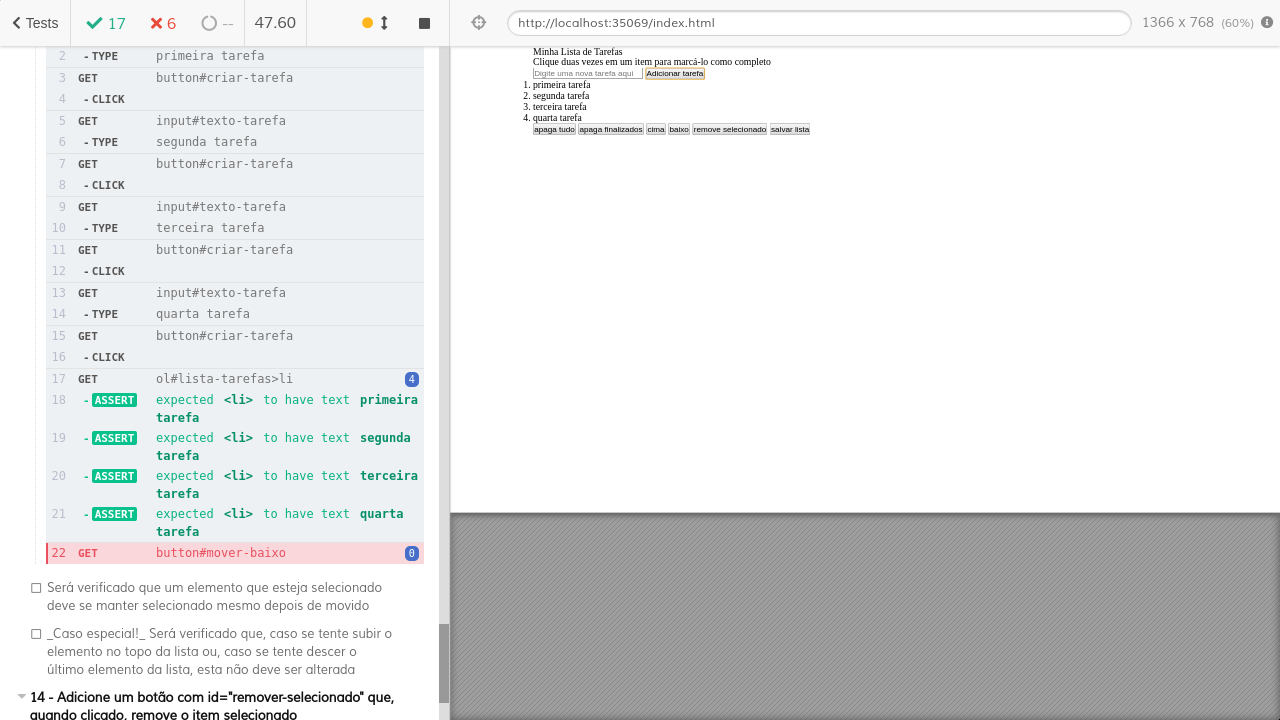 Tests
17
6
--
47.60
http://localhost:35069/index.html
1366 x 768 (60%)
2 - TYPE primeira tarefa
3 GET button#criar-tarefa
4 - CLICK
5 GET input#texto-tarefa
6 - TYPE segunda tarefa
7 GET button#criar-tarefa
8 - CLICK
9 GET input#texto-tarefa
10 - TYPE terceira tarefa
11 GET button#criar-tarefa
12 - CLICK
13 GET input#texto-tarefa
14 - TYPE quarta tarefa
15 GET button#criar-tarefa
16 - CLICK
17 GET ol#lista-tarefas>li 4
18 - ASSERT expected <li> to have text primeira
tarefa
19 - ASSERT expected <li> to have text segunda
tarefa
20 - ASSERT expected <li> to have text terceira
tarefa
21 - ASSERT expected <li> to have text quarta
tarefa
22 GET button#mover-baixo 0
Será verificado que um elemento que esteja selecionado
deve se manter selecionado mesmo depois de movido
_Caso especial!_ Será verificado que, caso se tente subir o
elemento no topo da lista ou, caso se tente descer o
último elemento da lista, esta não deve ser alterada
14 - Adicione um botão com id="remover-selecionado" que,
quando clicado, remove o item selecionado
Minha Lista de Tarefas
Clique duas vezes em um item para marcá-lo como completo
Digite uma nova tarefa aqui Adicionar tarefa
1. primeira tarefa
2. segunda tarefa
3. terceira tarefa
4. quarta tarefa
apaga tudo apaga finalizados cima baixo remove selecionado salvar lista